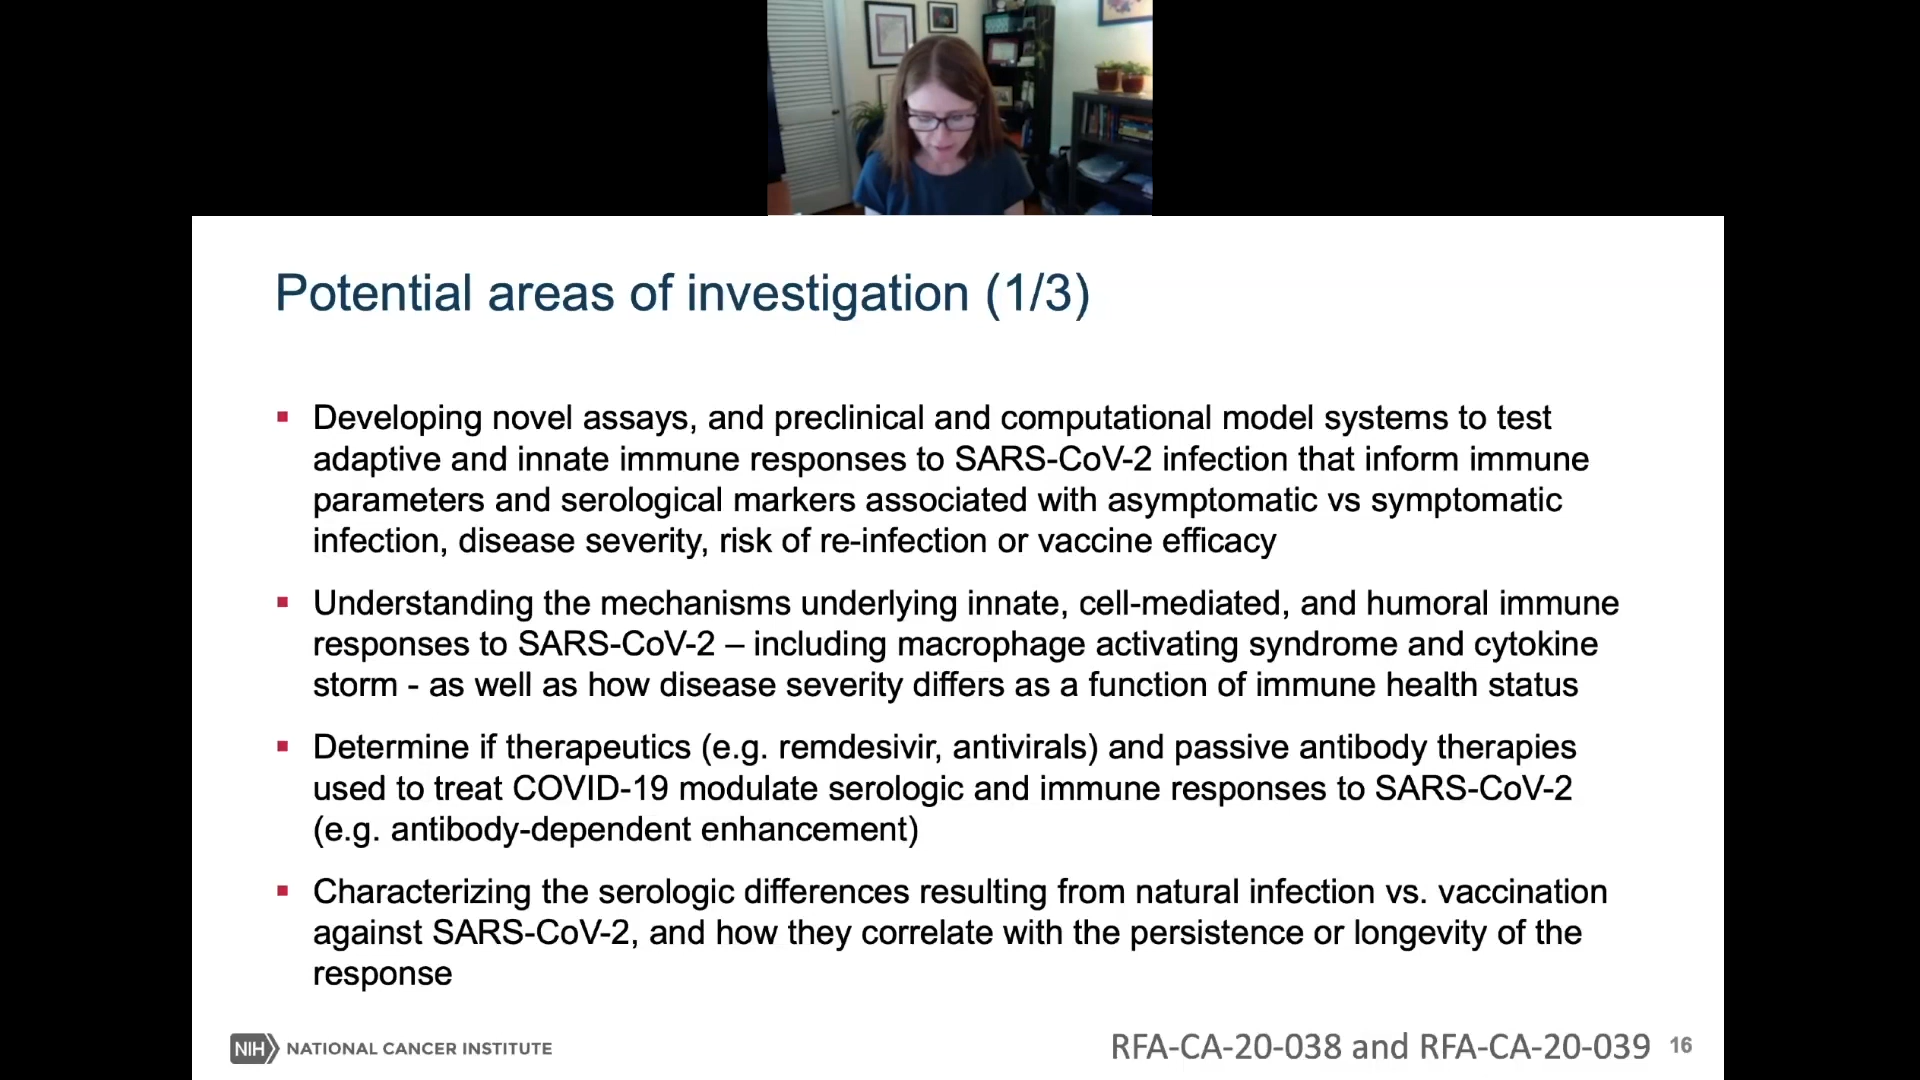 Potential areas of investigation (1/3)
▪ Developing novel assays, and preclinical and computational model systems to test
adaptive and innate immune responses to SARS-CoV-2 infection that inform immune
parameters and serological markers associated with asymptomatic vs symptomatic
infection, disease severity, risk of re-infection or vaccine efficacy
▪ Understanding the mechanisms underlying innate, cell-mediated, and humoral immune
responses to SARS-CoV-2 – including macrophage activating syndrome and cytokine
storm - as well as how disease severity differs as a function of immune health status
▪ Determine if therapeutics (e.g. remdesivir, antivirals) and passive antibody therapies
used to treat COVID-19 modulate serologic and immune responses to SARS-CoV-2
(e.g. antibody-dependent enhancement)
▪ Characterizing the serologic differences resulting from natural infection vs. vaccination
against SARS-CoV-2, and how they correlate with the persistence or longevity of the
response
NIH NATIONAL CANCER INSTITUTE
RFA-CA-20-038 and RFA-CA-20-039 16